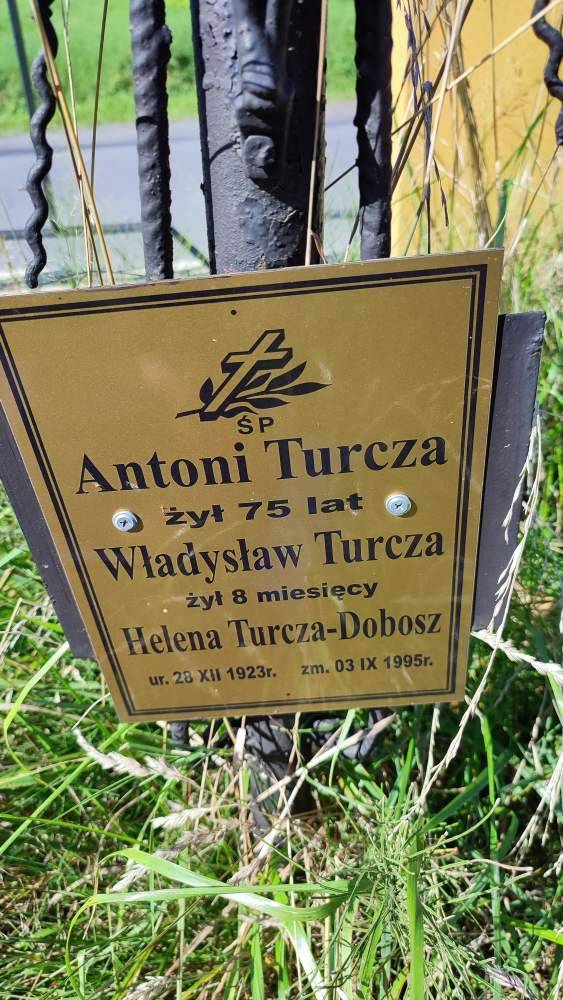 ŚP
Antoni Turcza
żył 75 lat
Władysław Turcza
żył 8 miesięcy
Helena Turcza-Dobosz
ur. 28 XII 1923r. zm. 03 IX 1995r.